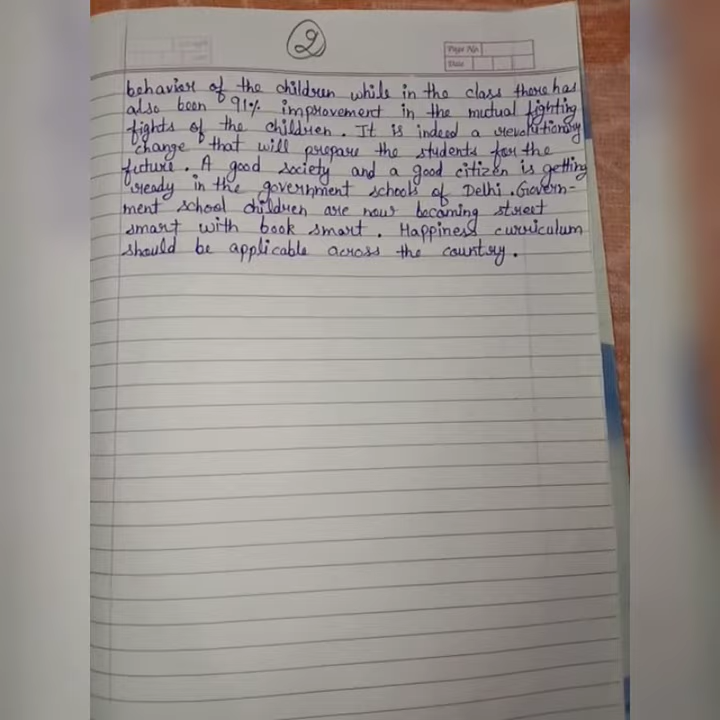 2
Page No
Date
behavior of the children while in the class there has
also been 91% improvement in the mutual fighting
fights of the children. It is indeed a revolutionary
change that will prepare the students for the
future. A good society and a good citizen is getting
ready in the government schools of Delhi. Govern-
ment school children are now becoming street
smart with book smart. Happiness curriculum
should be applicable across the country.